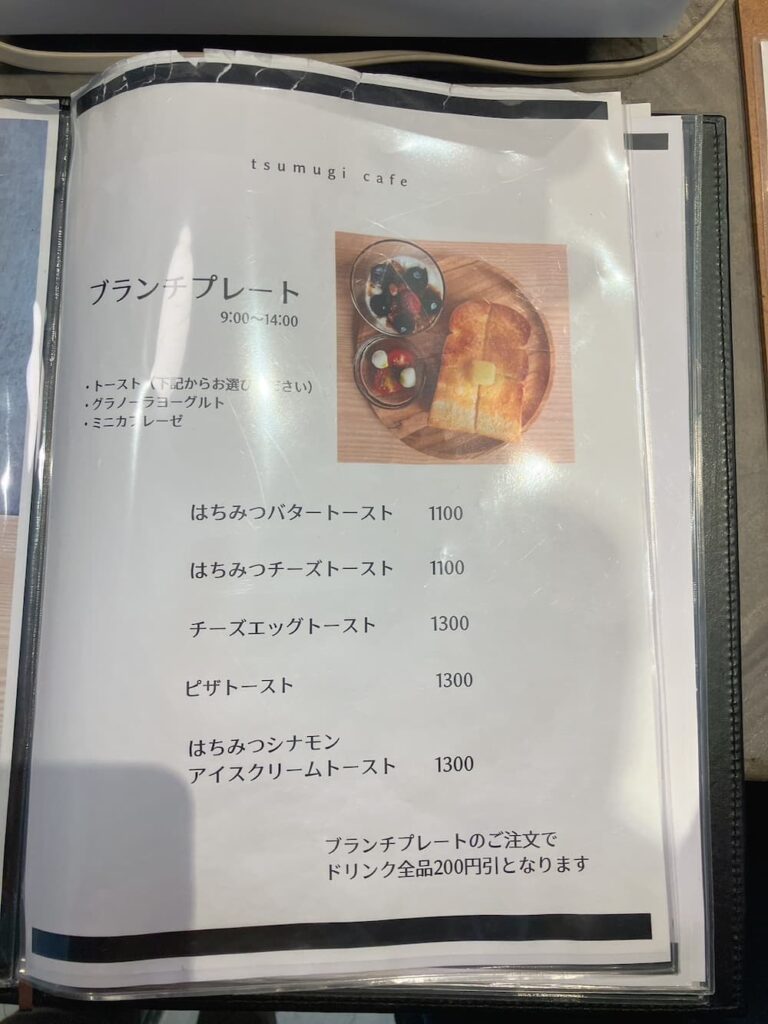 tsumugi cafe
ブランチプレート
9:00〜14:00
・トースト（下記からお選びください）
・グラノーラヨーグルト
・ミニカプレーゼ
はちみつバタートースト 1100
はちみつチーズトースト 1100
チーズエッグトースト 1300
ピザトースト 1300
はちみつシナモン
アイスクリームトースト 1300
ブランチプレートのご注文で
ドリンク全品200円引となります